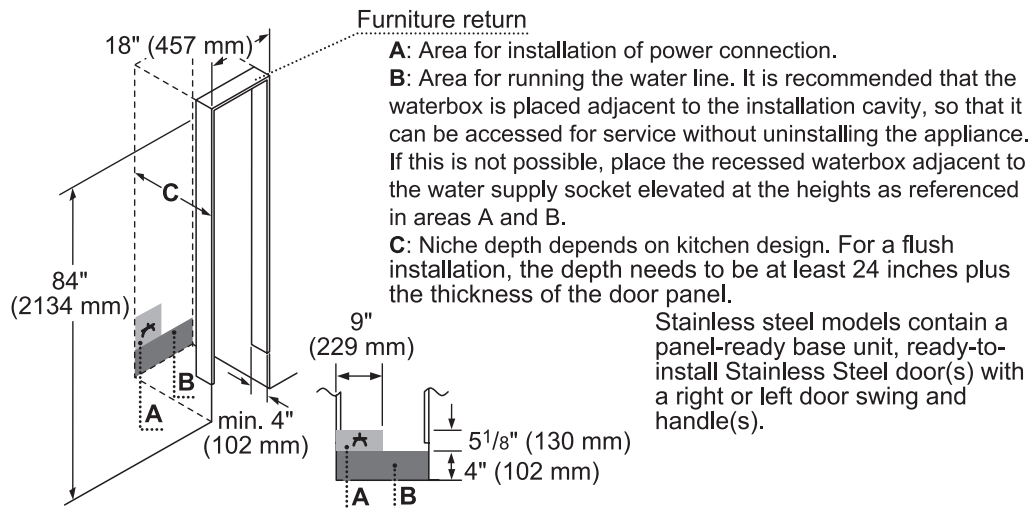 Furniture return
18" (457 mm)
A: Area for installation of power connection.
B: Area for running the water line. It is recommended that the
waterbox is placed adjacent to the installation cavity, so that it
can be accessed for service without uninstalling the appliance.
If this is not possible, place the recessed waterbox adjacent to
the water supply socket elevated at the heights as referenced
in areas A and B.
C: Niche depth depends on kitchen design. For a flush
installation, the depth needs to be at least 24 inches plus
the thickness of the door panel.
C
84"
(2134 mm)
B
A
min. 4"
(102 mm)
9"
(229 mm)
5 1/8" (130 mm)
4" (102 mm)
A
B
Stainless steel models contain a
panel-ready base unit, ready-to-
install Stainless Steel door(s) with
a right or left door swing and
handle(s).